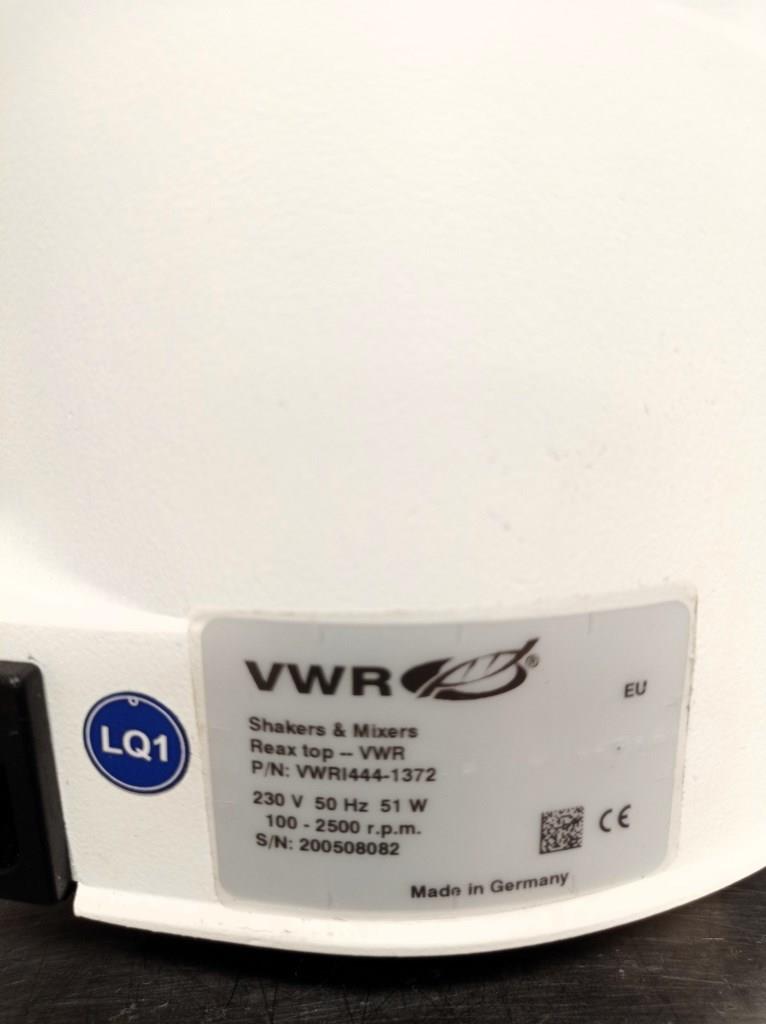 VWR®
EU
Shakers & Mixers
Reax top -- VWR
P/N: VWRI444-1372
230 V 50 Hz 51 W
100 - 2500 r.p.m.
S/N: 200508082
CE
Made in Germany
LQ1